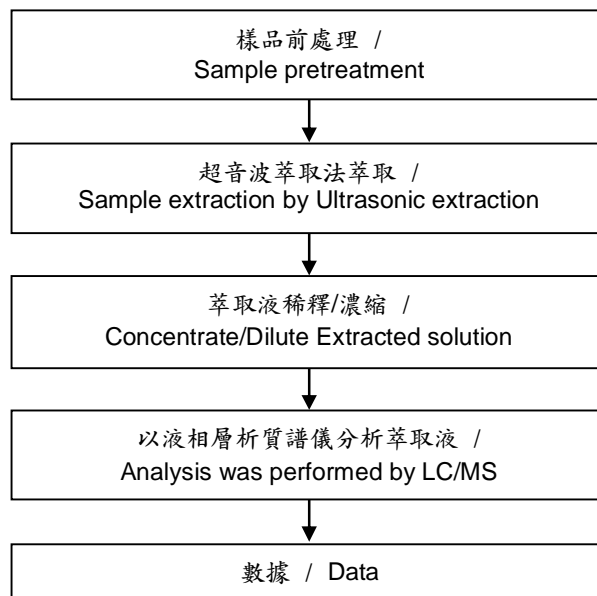 樣品前處理 /
Sample pretreatment
超音波萃取法萃取 /
Sample extraction by Ultrasonic extraction
萃取液稀釋/濃縮 /
Concentrate/Dilute Extracted solution
以液相層析質譜儀分析萃取液 /
Analysis was performed by LC/MS
數據 / Data